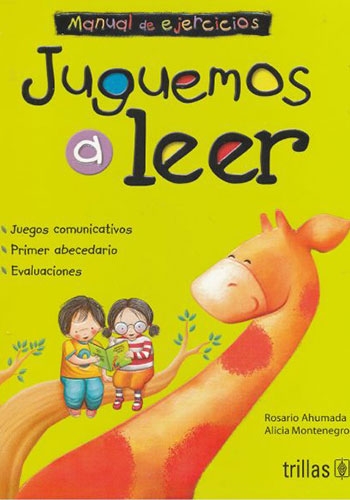 Manual de ejercicios
Juguemos
a leer
Juegos comunicativos
Primer abecedario
Evaluaciones
Rosario Ahumada
Alicia Montenegro
trillas